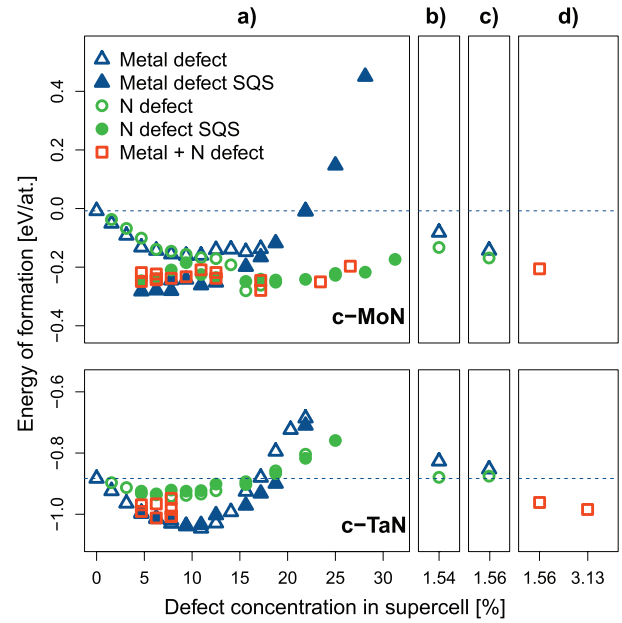 a) b) c) d)
Metal defect
Metal defect SQS
N defect
N defect SQS
Metal + N defect
0.4
0.2
0.0
−0.2
−0.4
c−MoN
Energy of formation [eV/at.]
−0.6
−0.8
−1.0
c−TaN
0 5 10 15 20 25 30 1.54 1.56 1.56 3.13
Defect concentration in supercell [%]